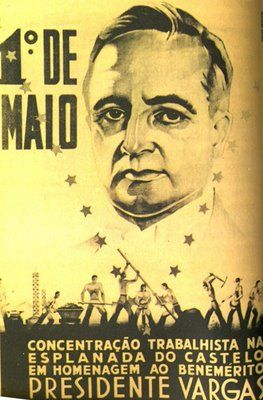 1º DE
MAIO
CONCENTRAÇÃO TRABALHISTA NA
ESPLANADA DO CASTELO
EM HOMENAGEM AO BENEMÉRITO
PRESIDENTE VARGAS